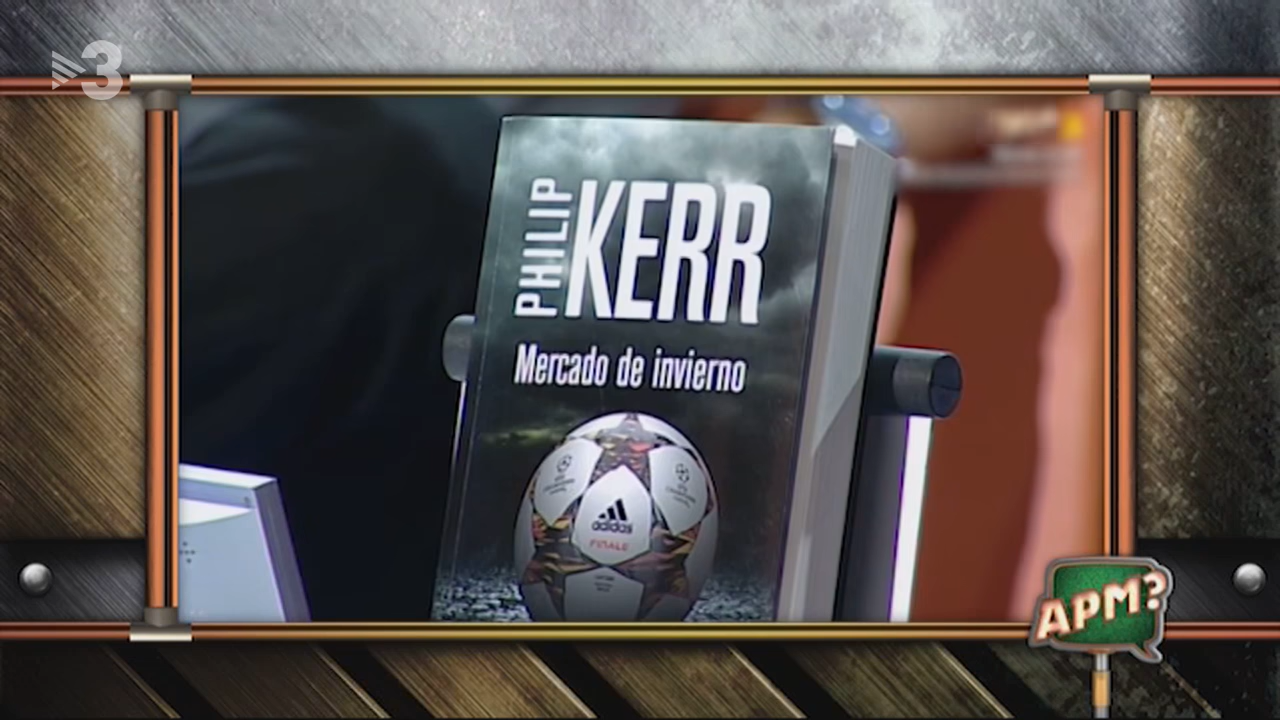 3
PHILIP
KERR
Mercado de invierno
adidas
FINALE
APM?